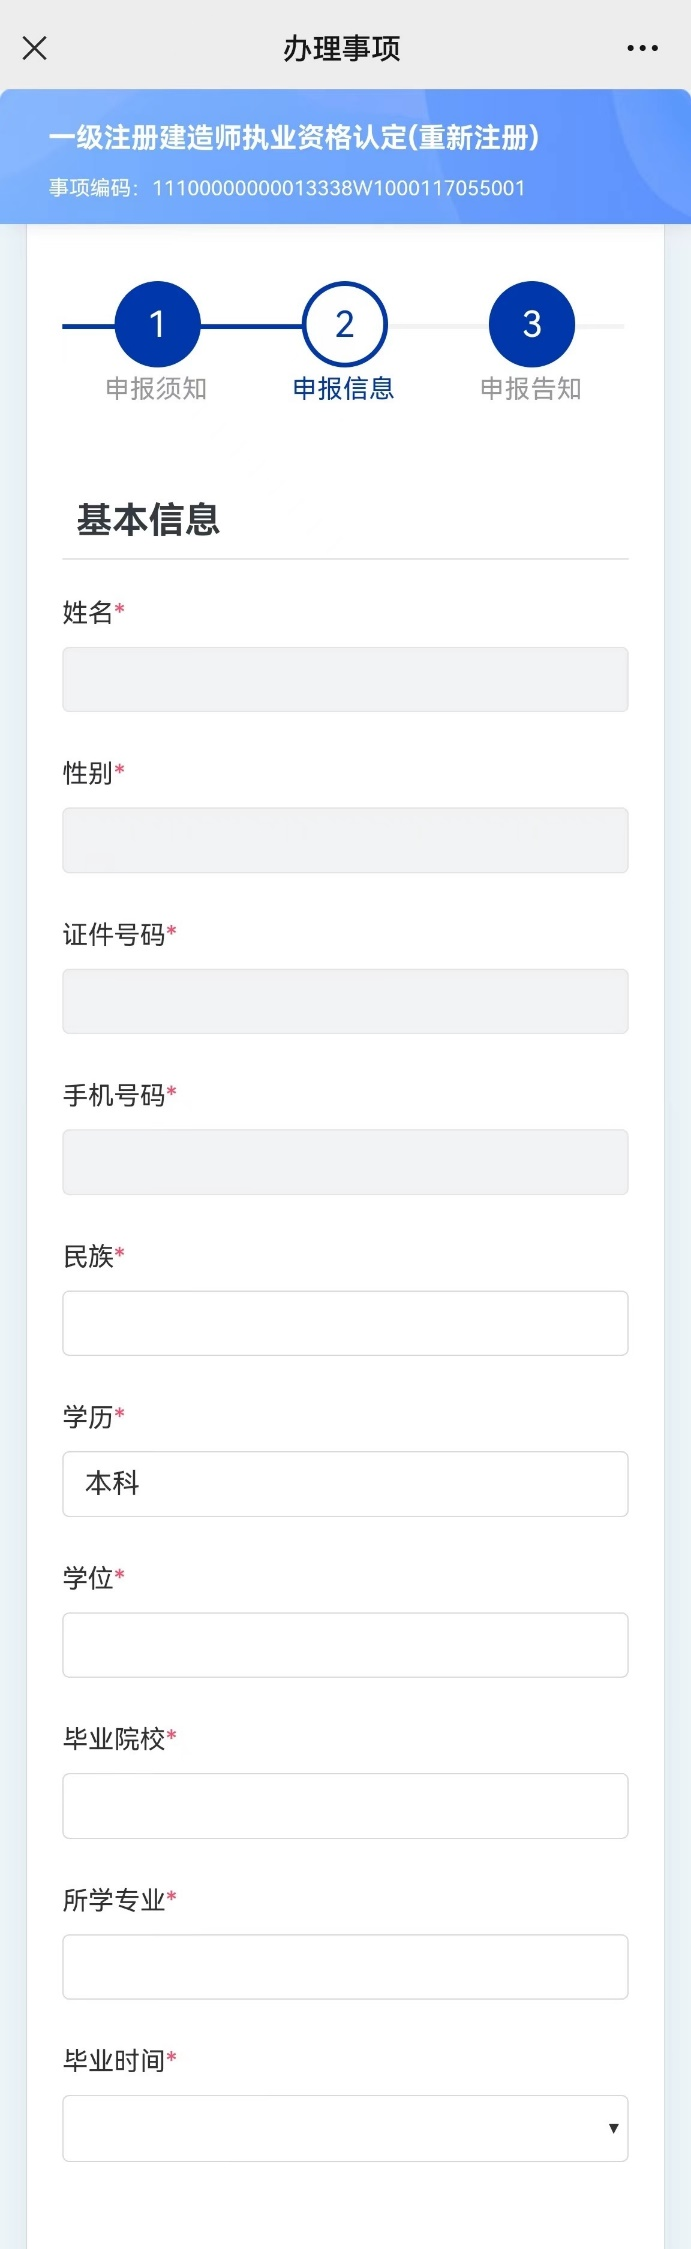 办理事项
一级注册建造师执业资格认定(重新注册)
事项编码：11100000000013338W1000117055001
1
2
3
申报须知
申报信息
申报告知
基本信息
姓名*
性别*
证件号码*
手机号码*
民族*
学历*
本科
学位*
毕业院校*
所学专业*
毕业时间*